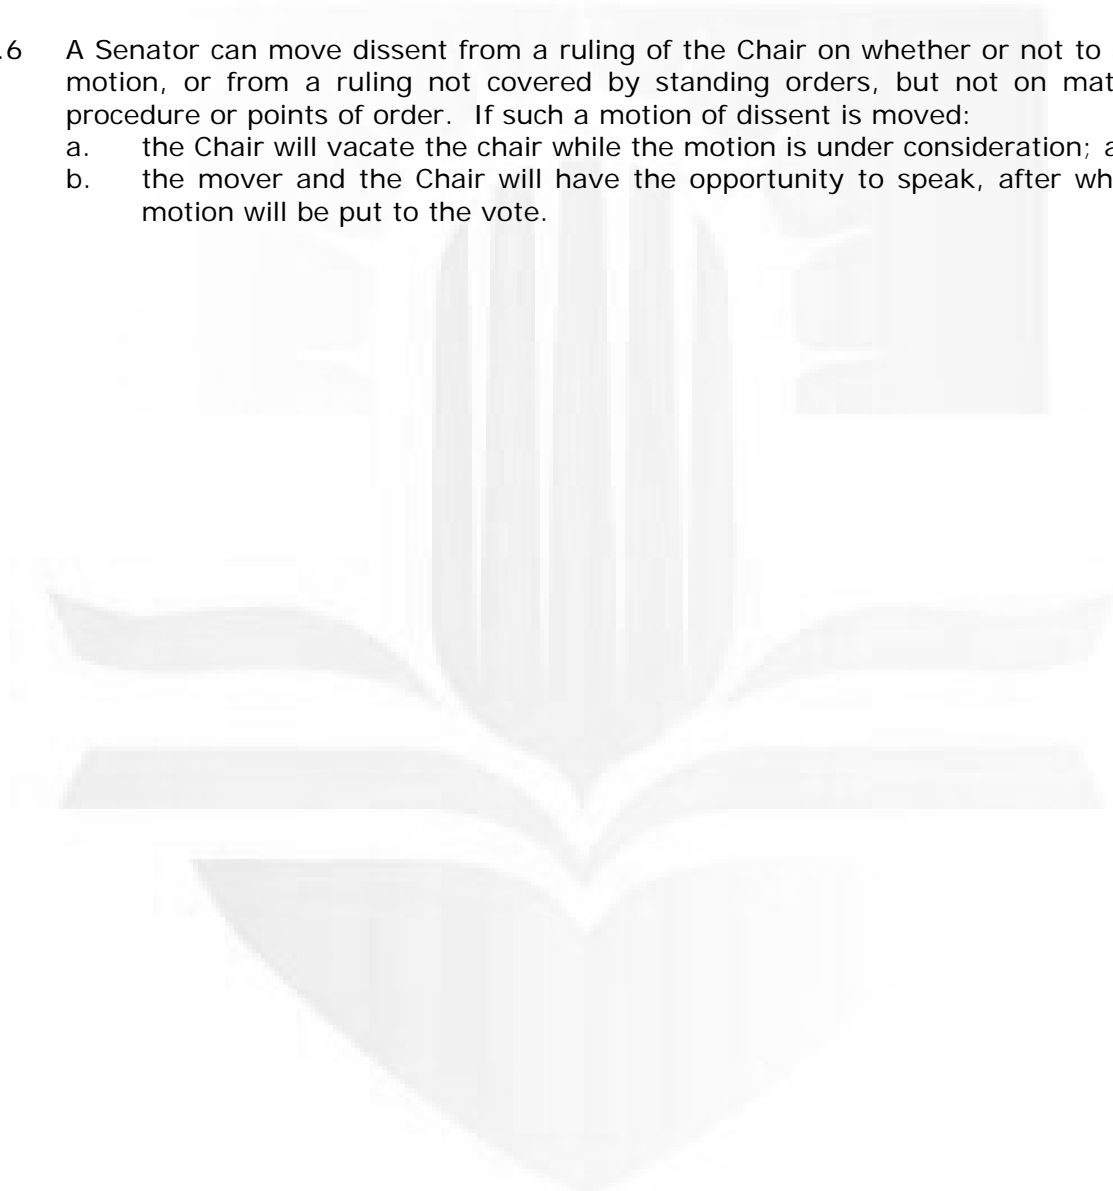 .6 A Senator can move dissent from a ruling of the Chair on whether or not to
motion, or from a ruling not covered by standing orders, but not on mat
procedure or points of order. If such a motion of dissent is moved:
a. the Chair will vacate the chair while the motion is under consideration; a
b. the mover and the Chair will have the opportunity to speak, after wh
motion will be put to the vote.